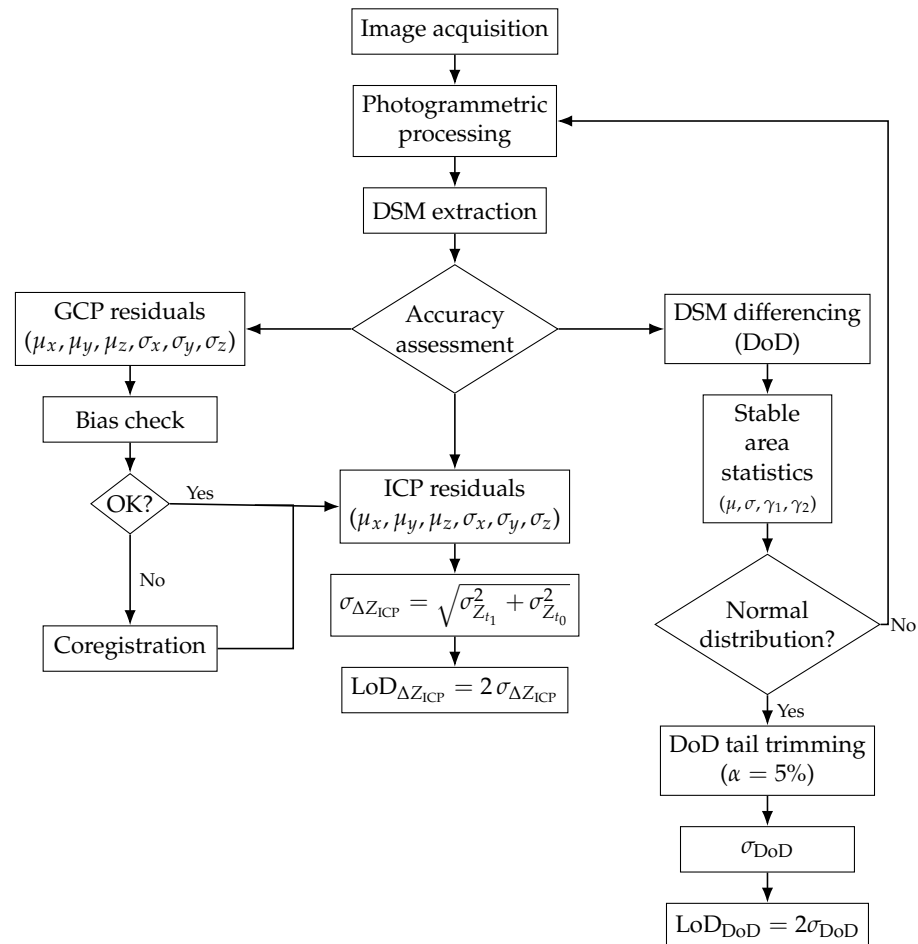 Image acquisition
Photogrammetric
processing
DSM extraction
Accuracy
assessment
GCP residuals
(μx, μy, μz, σx, σy, σz)
Bias check
OK?
Yes
No
Coregistration
ICP residuals
(μx, μy, μz, σx, σy, σz)
σΔZICP = √σ²Zt1 + σ²Zt0
LoDΔZICP = 2 σΔZICP
DSM differencing
(DoD)
Stable
area
statistics
(μ, σ, γ1, γ2)
Normal
distribution?
No
Yes
DoD tail trimming
(α = 5%)
σDoD
LoDDoD = 2σDoD